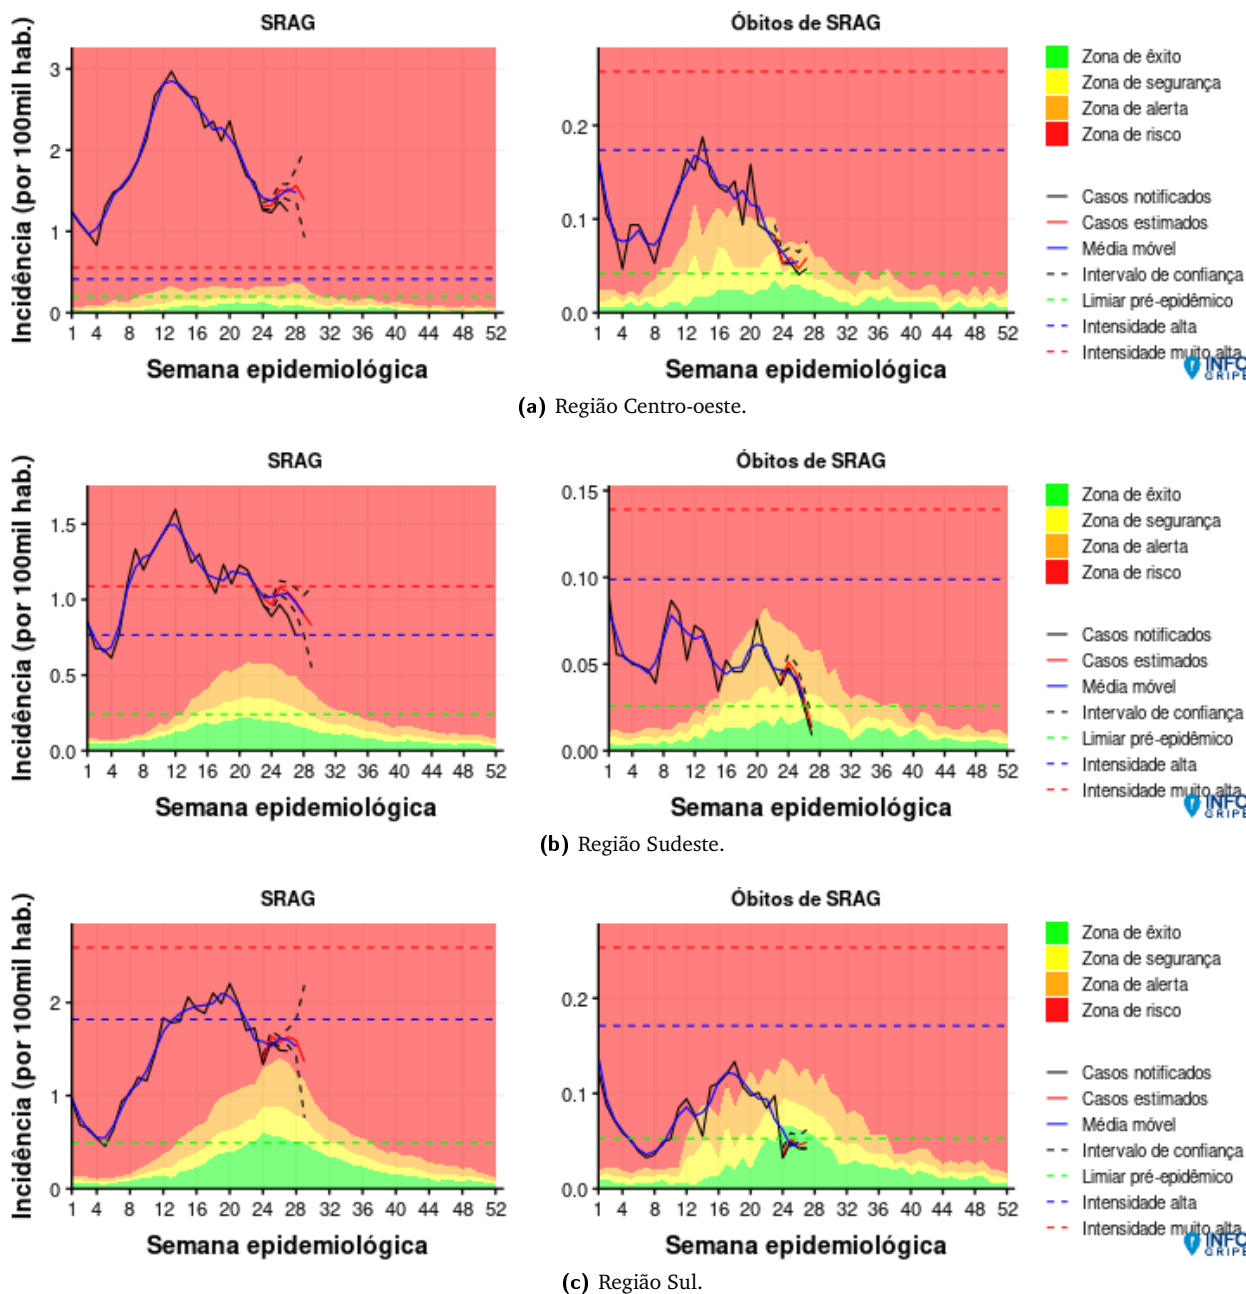 SRAG
Óbitos de SRAG
Incidência (por 100mil hab.)
3
2
1
0
1 4 8 12 16 20 24 28 32 36 40 44 48 52
Semana epidemiológica
0.2
0.1
0.0
1 4 8 12 16 20 24 28 32 36 40 44 48 52
Semana epidemiológica
Zona de êxito
Zona de segurança
Zona de alerta
Zona de risco
Casos notificados
Casos estimados
Média móvel
Intervalo de confiança
Limiar pré-epidêmico
Intensidade alta
Intensidade muito alta
INFO
GRIPE
(a) Região Centro-oeste.
SRAG
Óbitos de SRAG
Incidência (por 100mil hab.)
1.5
1.0
0.5
0.0
1 4 8 12 16 20 24 28 32 36 40 44 48 52
Semana epidemiológica
0.15
0.10
0.05
0.00
1 4 8 12 16 20 24 28 32 36 40 44 48 52
Semana epidemiológica
Zona de êxito
Zona de segurança
Zona de alerta
Zona de risco
Casos notificados
Casos estimados
Média móvel
Intervalo de confiança
Limiar pré-epidêmico
Intensidade alta
Intensidade muito alta
INFO
GRIPE
(b) Região Sudeste.
SRAG
Óbitos de SRAG
Incidência (por 100mil hab.)
2
1
0
1 4 8 12 16 20 24 28 32 36 40 44 48 52
Semana epidemiológica
0.2
0.1
0.0
1 4 8 12 16 20 24 28 32 36 40 44 48 52
Semana epidemiológica
Zona de êxito
Zona de segurança
Zona de alerta
Zona de risco
Casos notificados
Casos estimados
Média móvel
Intervalo de confiança
Limiar pré-epidêmico
Intensidade alta
Intensidade muito alta
INFO
GRIPE
(c) Região Sul.